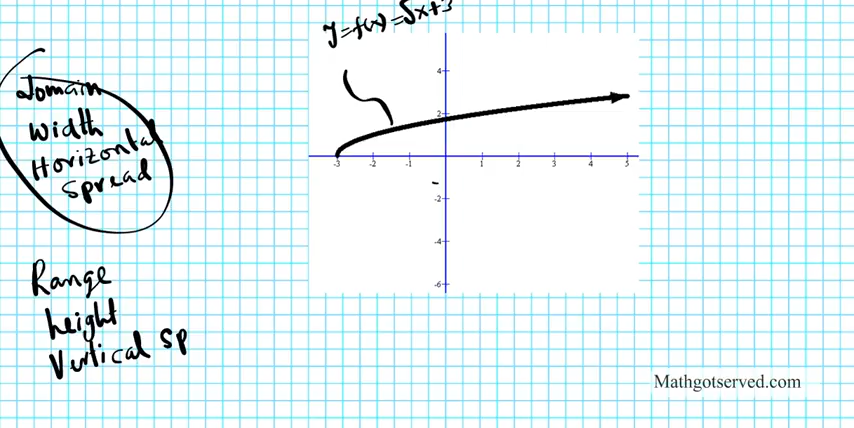 y=f(x)=√x+3
Domain
Width
Horizontal
Spread
Range
height
Vertical Sp
4
2
-3 -2 -1 1 2 3 4 5
-2
-4
-6
Mathgotserved.com